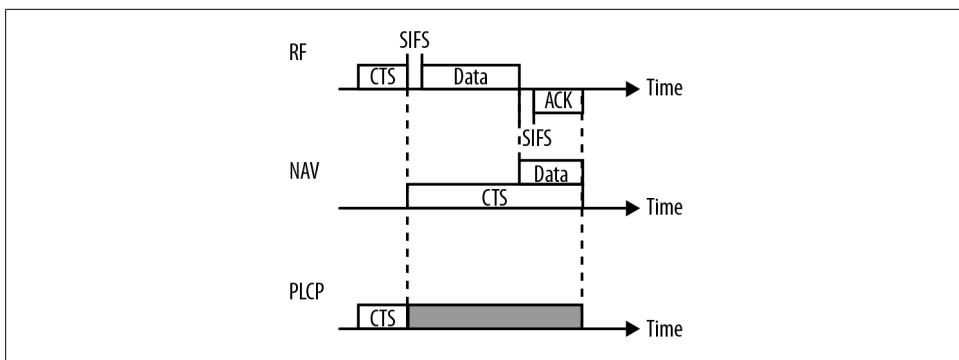 RF
SIFS
CTS
Data
Time
ACK
SIFS
NAV
Data
CTS
Time
PLCP
CTS
Time